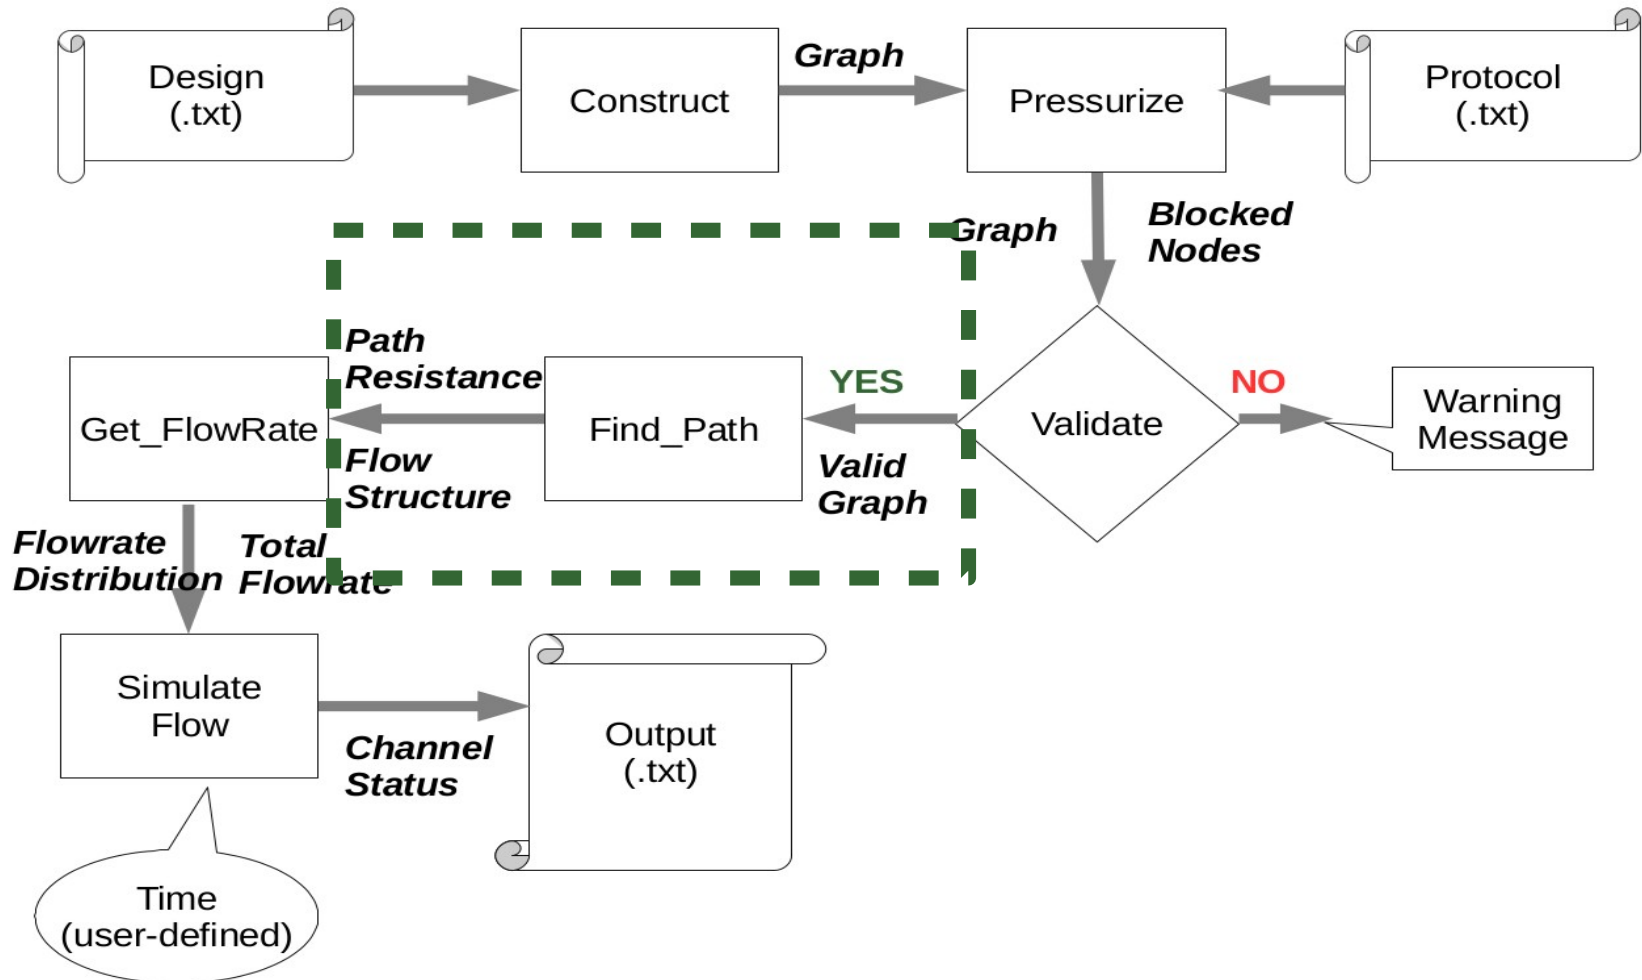 Design
(.txt)
Construct
Graph
Pressurize
Protocol
(.txt)
Graph
Blocked
Nodes
Path
Resistance
Get_FlowRate
Flow
Structure
Find_Path
YES
Valid
Graph
Validate
NO
Warning
Message
Flowrate
Distribution
Total
Flowrate
Simulate
Flow
Channel
Status
Output
(.txt)
Time
(user-defined)